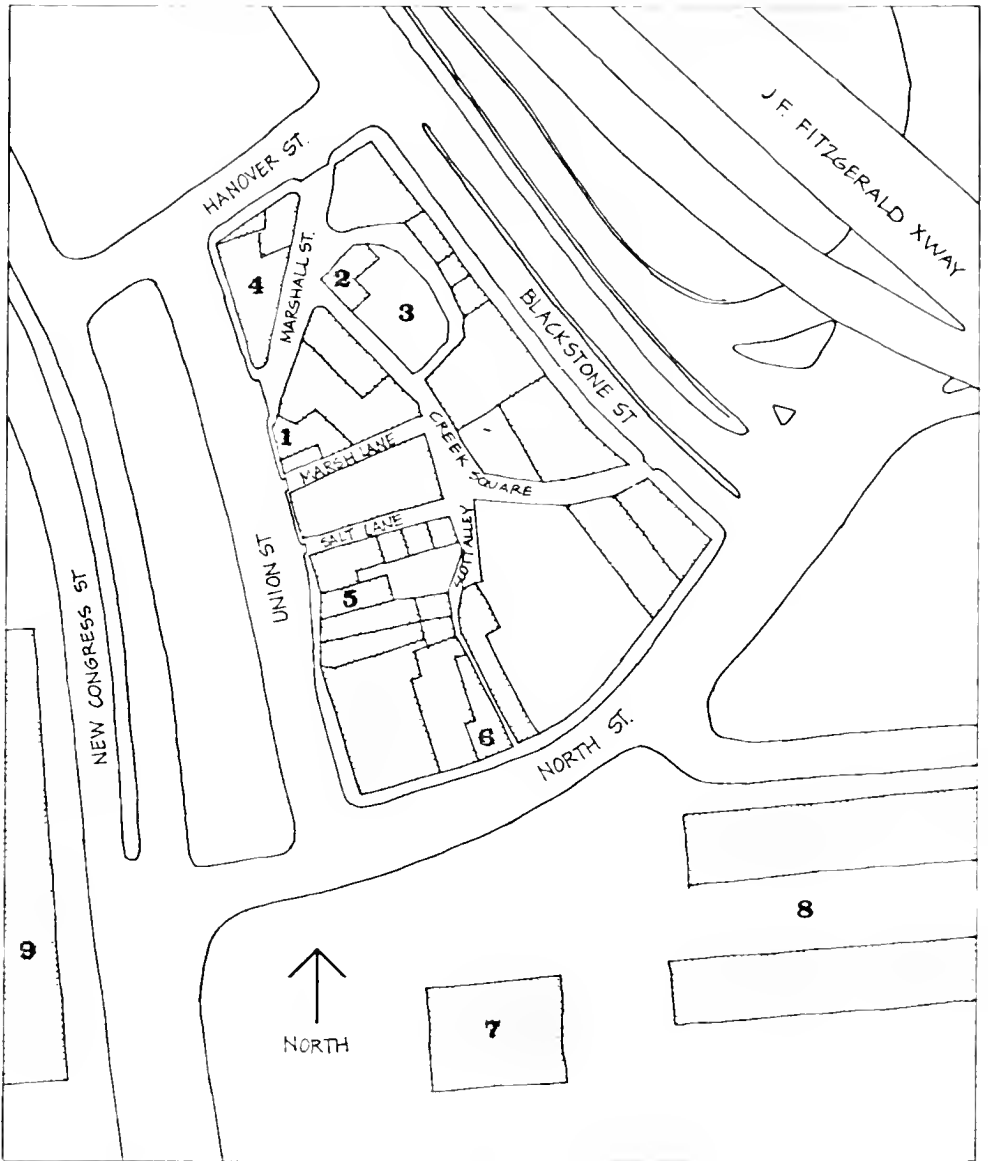 J.F. FITZGERALD XWAY
HANOVER ST.
MARSHALL ST.
4
2
3
BLACKSTONE ST
1
MARSH LANE
CREEK SQUARE
SALT LANE
SCOTT ALLEY
UNION ST
5
NEW CONGRESS ST
6
NORTH ST.
8
9
7
NORTH